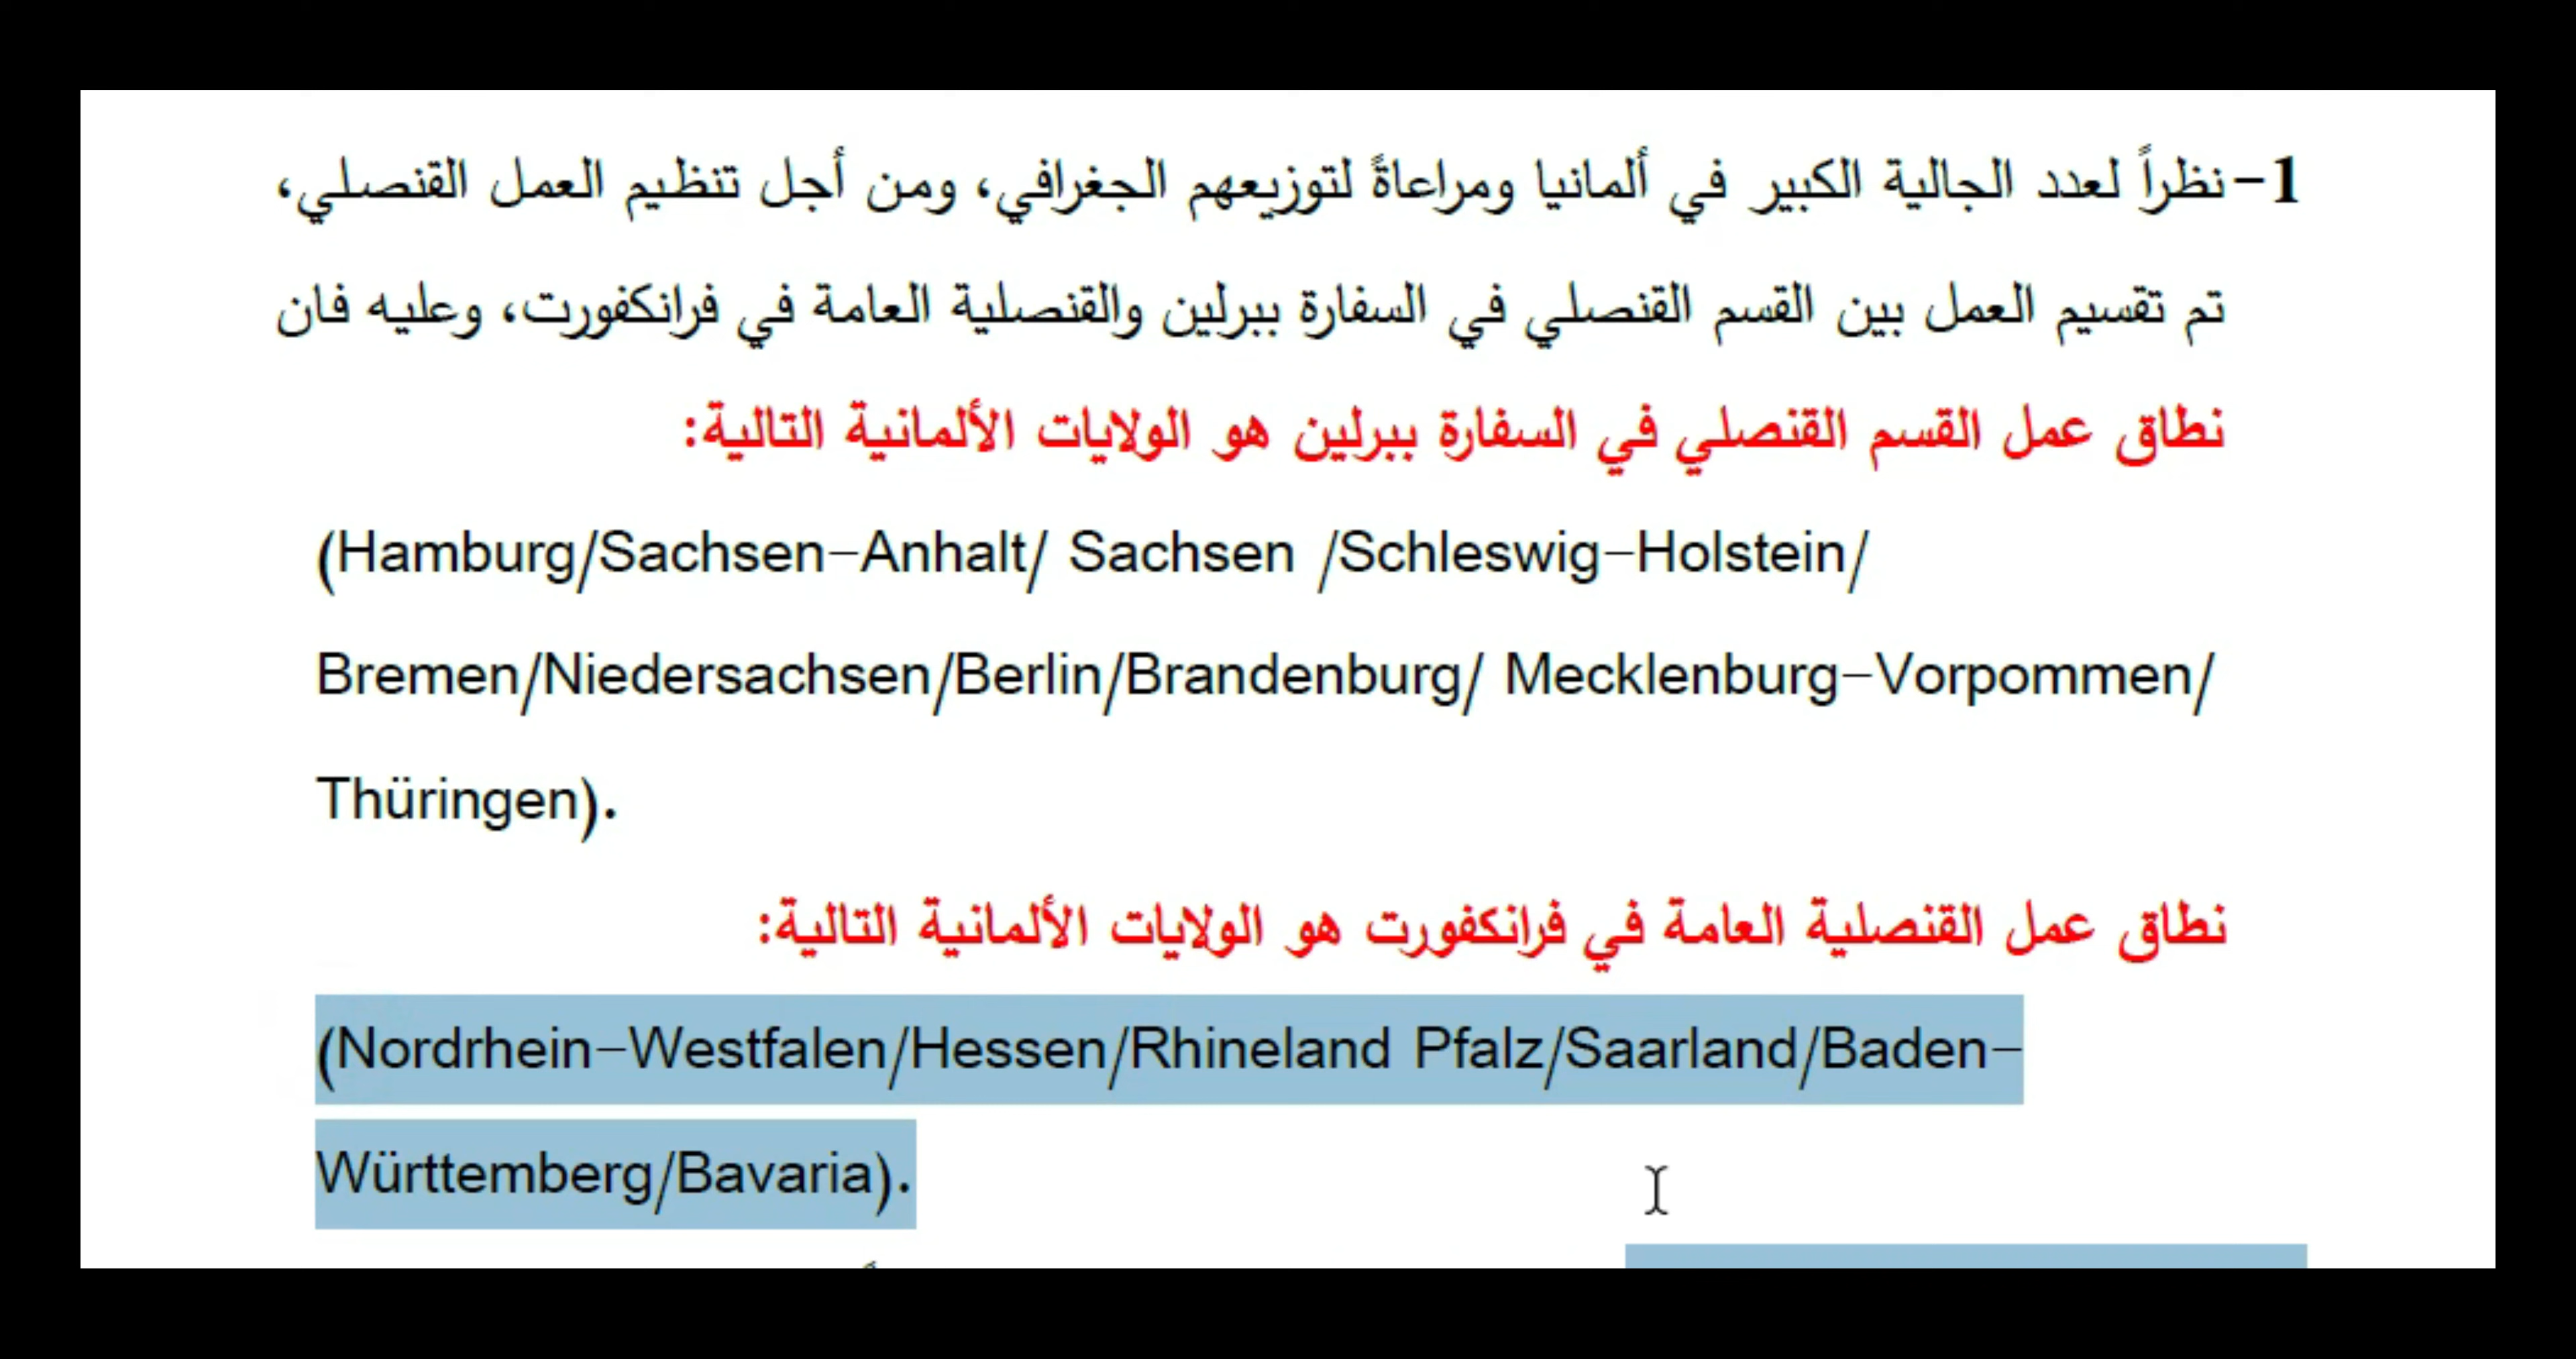 1- نظراً لعدد الجالية الكبير في ألمانيا ومراعاةً لتوزيعهم الجغرافي، ومن أجل تنظيم العمل القنصلي،
تم تقسيم العمل بين القسم القنصلي في السفارة ببرلين والقنصلية العامة في فرانكفورت، وعليه فان
نطاق عمل القسم القنصلي في السفارة ببرلين هو الولايات الألمانية التالية:
(Hamburg/Sachsen-Anhalt/ Sachsen /Schleswig-Holstein/
Bremen/Niedersachsen/Berlin/Brandenburg/ Mecklenburg-Vorpommen/
Thüringen).
نطاق عمل القنصلية العامة في فرانكفورت هو الولايات الألمانية التالية:
(Nordrhein-Westfalen/Hessen/Rhineland Pfalz/Saarland/Baden-
Württemberg/Bavaria).